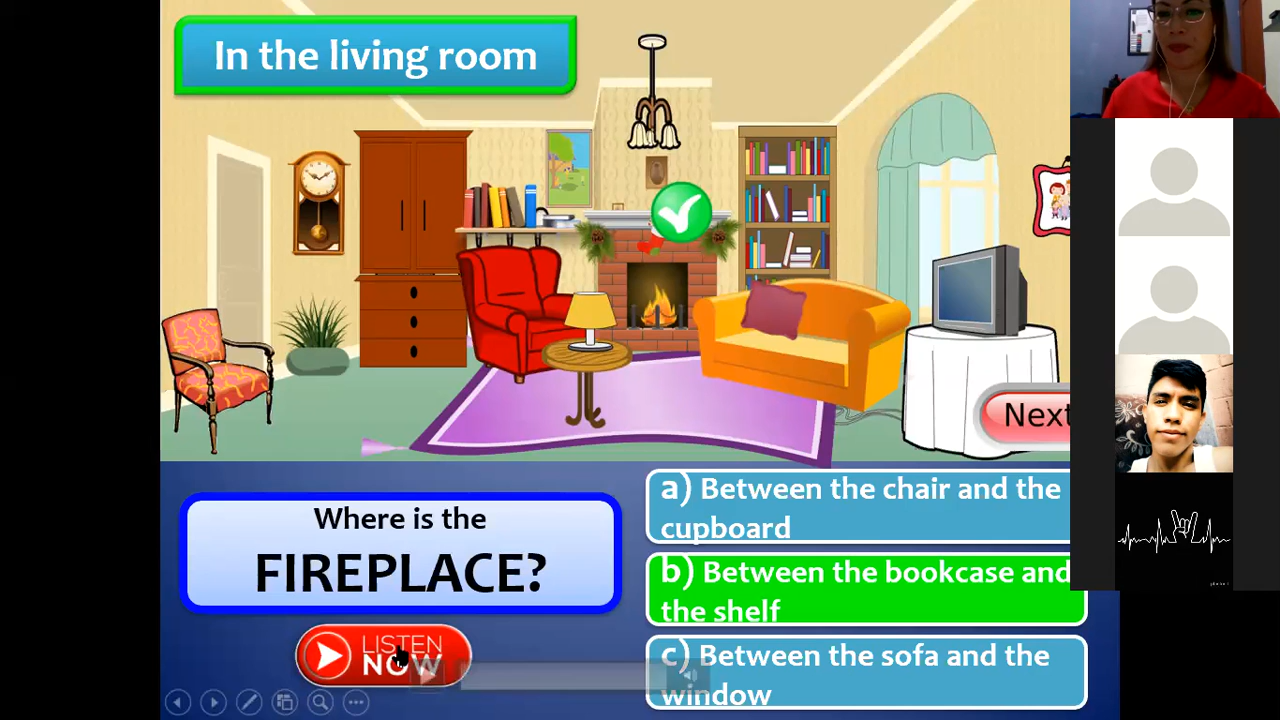 In the living room
Next
Where is the
FIREPLACE?
LISTEN
NOW
a) Between the chair and the
cupboard
b) Between the bookcase and
the shelf
c) Between the sofa and the
window